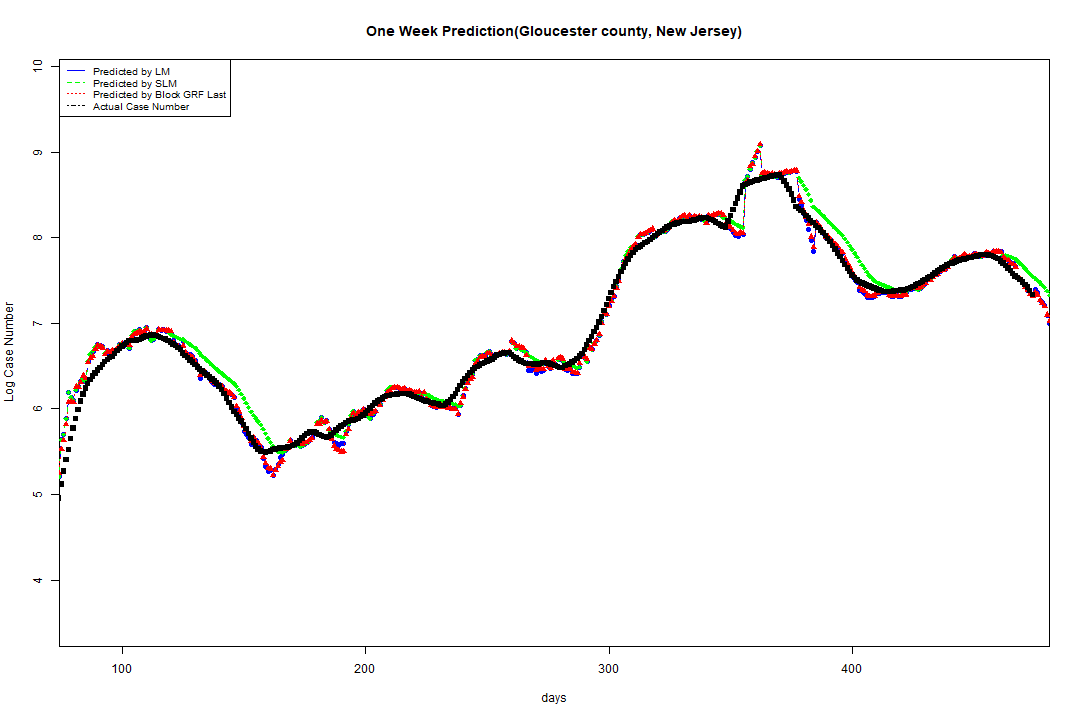 One Week Prediction(Gloucester county, New Jersey)
Predicted by LM
Predicted by SLM
Predicted by Block GRF Last
Actual Case Number
10
9
8
7
6
5
4
Log Case Number
100 200 300 400
days